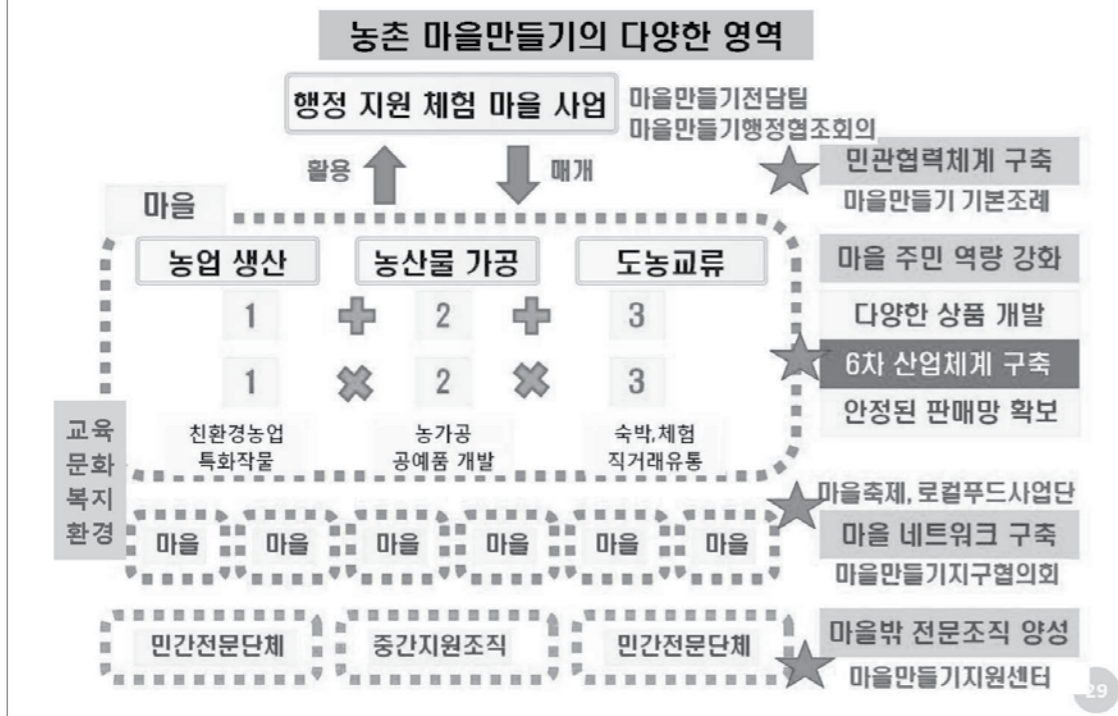 농촌 마을만들기의 다양한 영역
행정 지원 체험 마을 사업
마을만들기전담팀
마을만들기행정협조회의
활용
매개
민관협력체계 구축
마을만들기 기본조례
마을
농업 생산
농산물 가공
도농교류
마을 주민 역량 강화
1
2
3
다양한 상품 개발
1
2
3
6차 산업체계 구축
안정된 판매망 확보
친환경농업
특화작물
농가공
공예품 개발
숙박,체험
직거래유통
교육
문화
복지
환경
마을
마을
마을
마을
마을
마을
마을축제, 로컬푸드사업단
마을 네트워크 구축
마을만들기지구협의회
민간전문단체
중간지원조직
민간전문단체
마을밖 전문조직 양성
마을만들기지원센터
29